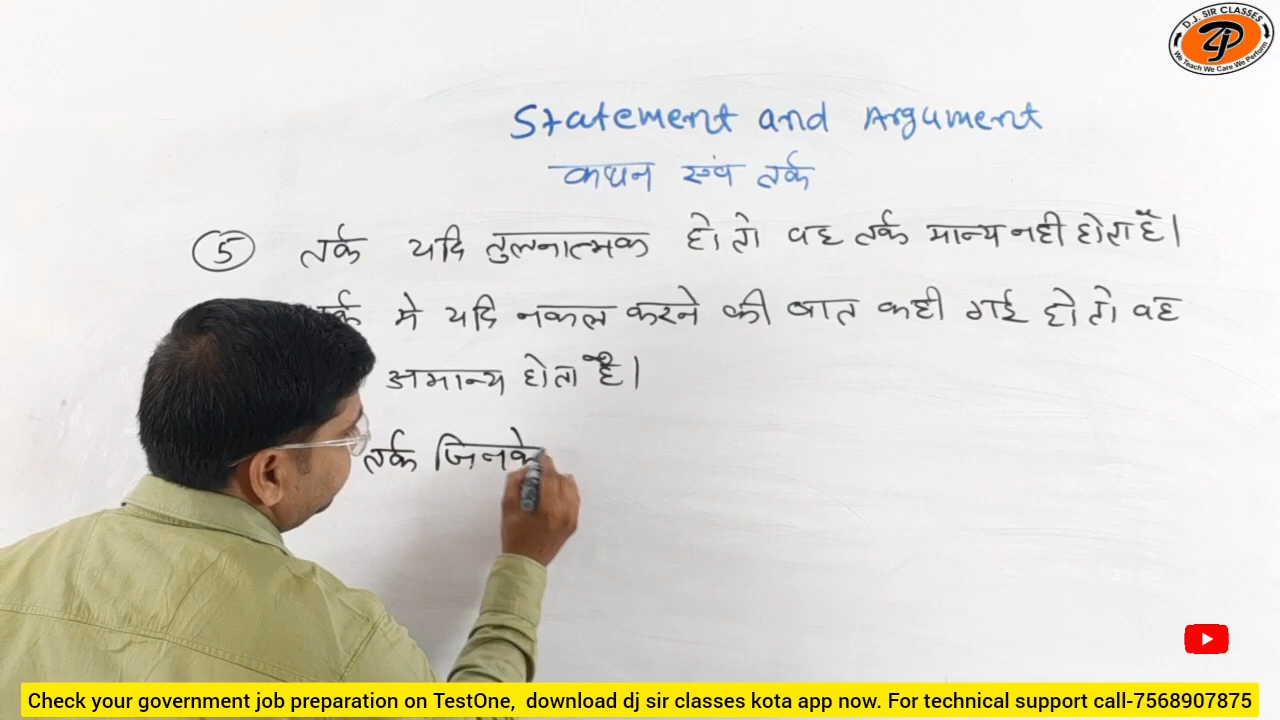 D.J. SIR CLASSES
We Teach We Care We Perform
Statement and Argument
कथन एवं तर्क
⑤ तर्क यदि तुलनात्मक हो तो वह तर्क मान्य नही होता है।
तर्क मे यदि नकल करने की बात कही गई हो तो वह
अमान्य होता है।
तर्क जिनके
Check your government job preparation on TestOne, download dj sir classes kota app now. For technical support call-7568907875